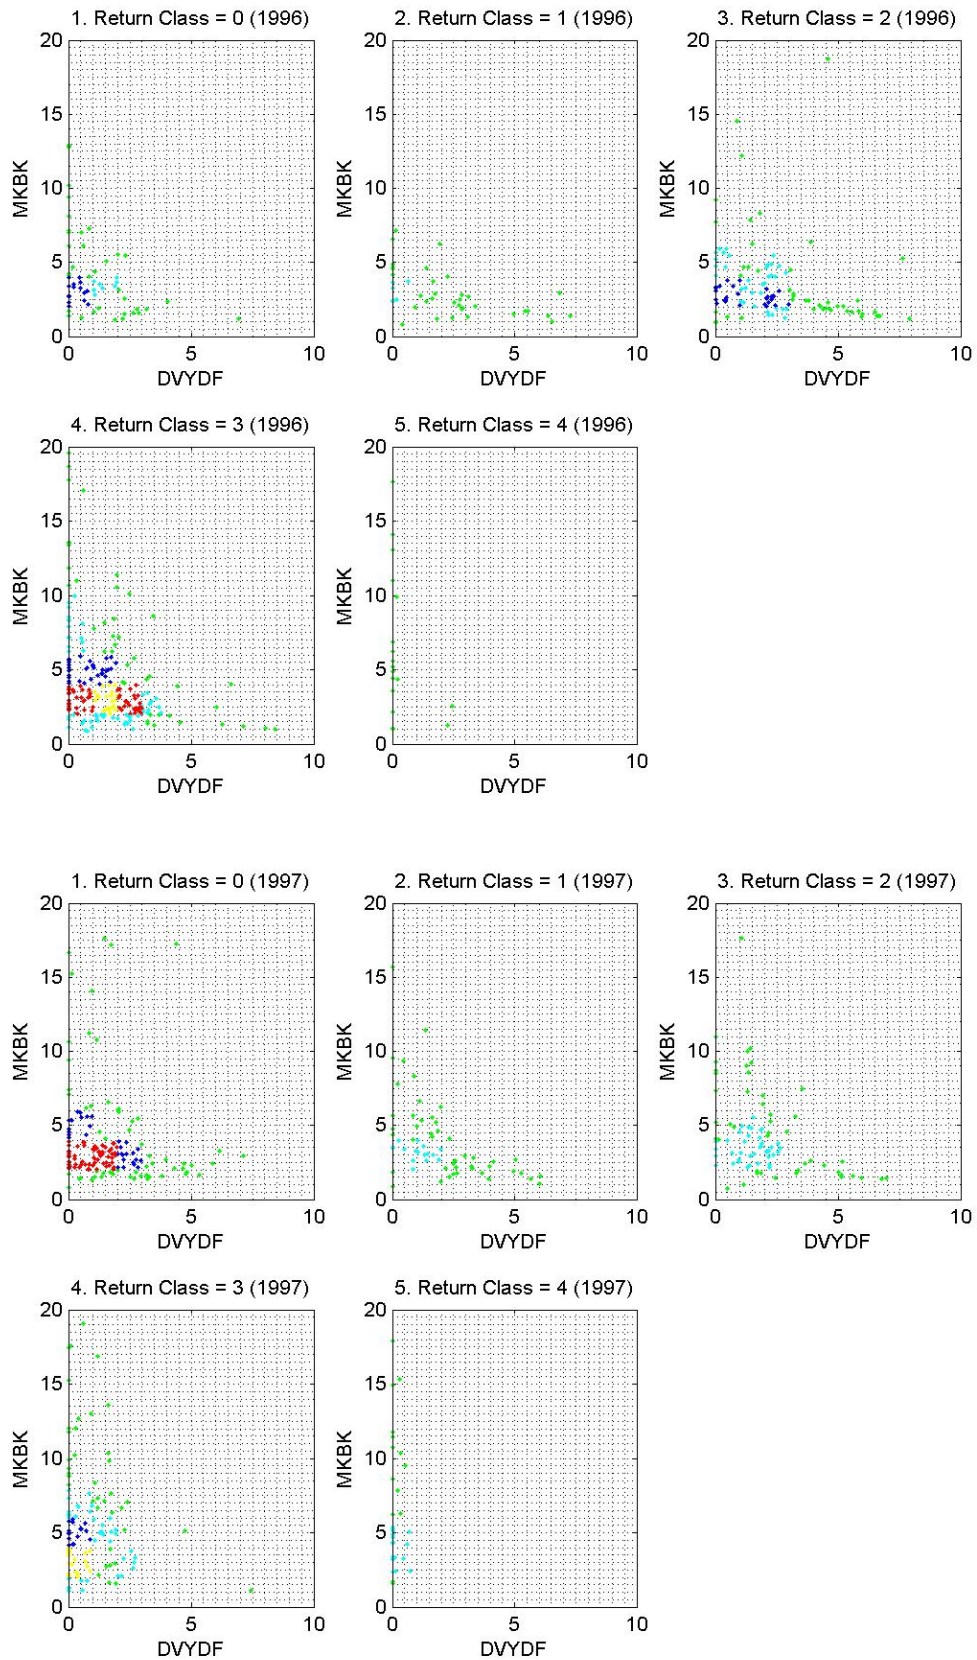 1. Return Class = 0 (1996)
2. Return Class = 1 (1996)
3. Return Class = 2 (1996)
20
15
10
5
0
MKBK
0 5 10
DVYDF
20
15
10
5
0
MKBK
0 5 10
DVYDF
20
15
10
5
0
MKBK
0 5 10
DVYDF
4. Return Class = 3 (1996)
5. Return Class = 4 (1996)
20
15
10
5
0
MKBK
0 5 10
DVYDF
20
15
10
5
0
MKBK
0 5 10
DVYDF
1. Return Class = 0 (1997)
2. Return Class = 1 (1997)
3. Return Class = 2 (1997)
20
15
10
5
0
MKBK
0 5 10
DVYDF
20
15
10
5
0
MKBK
0 5 10
DVYDF
20
15
10
5
0
MKBK
0 5 10
DVYDF
4. Return Class = 3 (1997)
5. Return Class = 4 (1997)
20
15
10
5
0
MKBK
0 5 10
DVYDF
20
15
10
5
0
MKBK
0 5 10
DVYDF